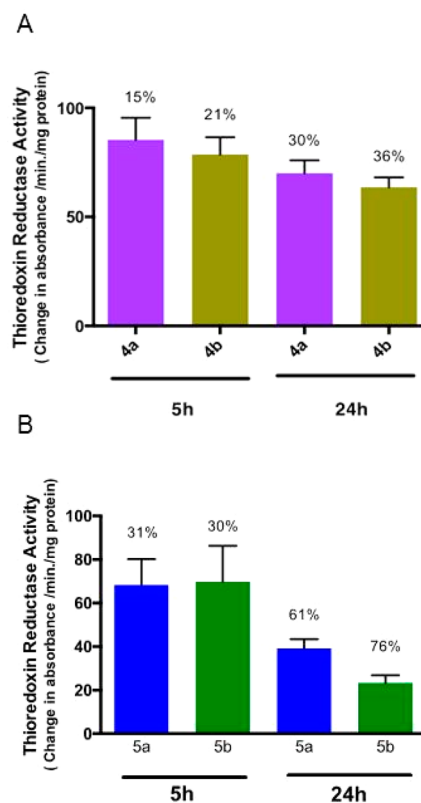 A
Thioredoxin Reductase Activity
( Change in absorbance /min./mg protein)
100
50
0
15%
21%
30%
36%
4a
4b
4a
4b
5h
24h
B
Thioredoxin Reductase Activity
( Change in absorbance /min./mg protein)
100
80
60
40
20
0
31%
30%
61%
76%
5a
5b
5a
5b
5h
24h